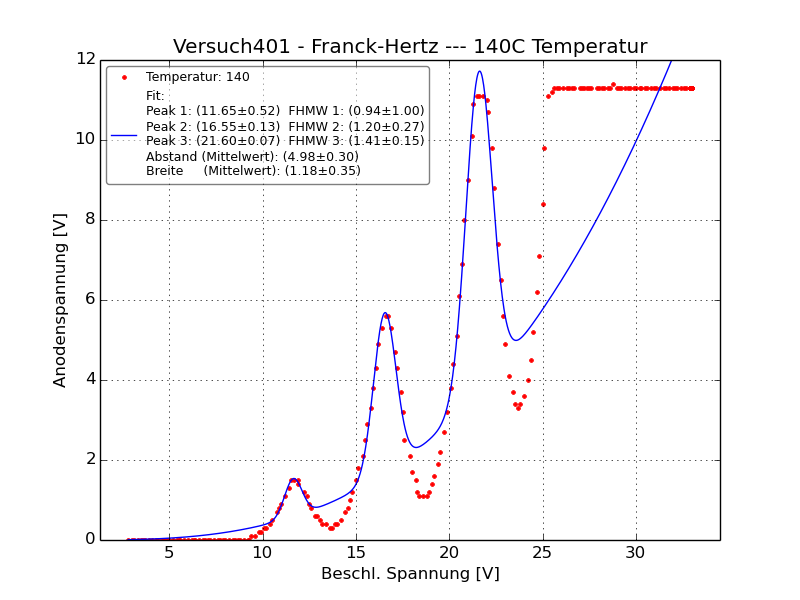 Versuch401 - Franck-Hertz --- 140C Temperatur
Temperatur: 140
Fit:
Peak 1: (11.65±0.52) FHMW 1: (0.94±1.00)
Peak 2: (16.55±0.13) FHMW 2: (1.20±0.27)
Peak 3: (21.60±0.07) FHMW 3: (1.41±0.15)
Abstand (Mittelwert): (4.98±0.30)
Breite (Mittelwert): (1.18±0.35)
Anodenspannung [V]
12
10
8
6
4
2
0
5 10 15 20 25 30
Beschl. Spannung [V]